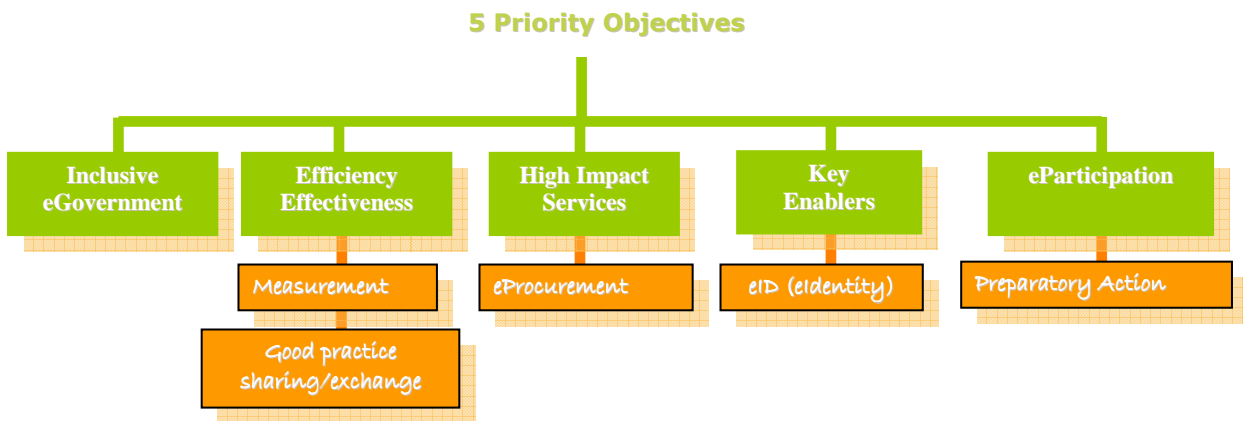 5 Priority Objectives
Inclusive
eGovernment
Efficiency
Effectiveness
High Impact
Services
Key
Enablers
eParticipation
Measurement
eProcurement
eID (eIdentity)
Preparatory Action
Good practice
sharing/exchange